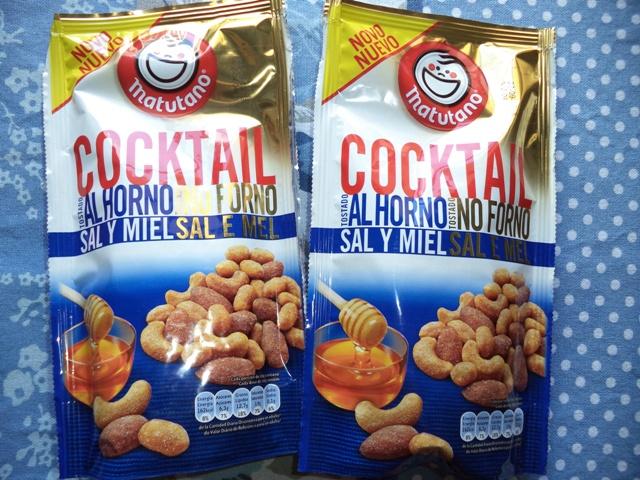 NOVO
NUEVO
Matutano
COCKTAIL
TOSTADO AL HORNO NO FORNO
SAL Y MIEL SAL E MEL
NOVO
NUEVO
Matutano
COCKTAIL
TOSTADO AL HORNO TOSTADO NO FORNO
SAL Y MIEL SAL E MEL